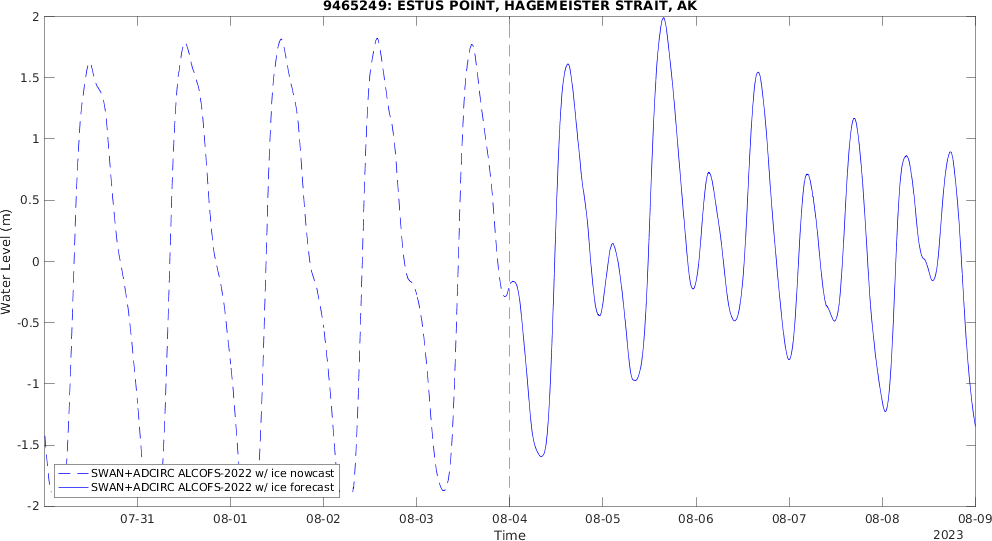 9465249: ESTUS POINT, HAGEMEISTER STRAIT, AK
Water Level (m)
2
1.5
1
0.5
0
-0.5
-1
-1.5
-2
SWAN+ADCIRC ALCOFS-2022 w/ ice nowcast
SWAN+ADCIRC ALCOFS-2022 w/ ice forecast
07-31 08-01 08-02 08-03 08-04 08-05 08-06 08-07 08-08 08-09
Time
2023